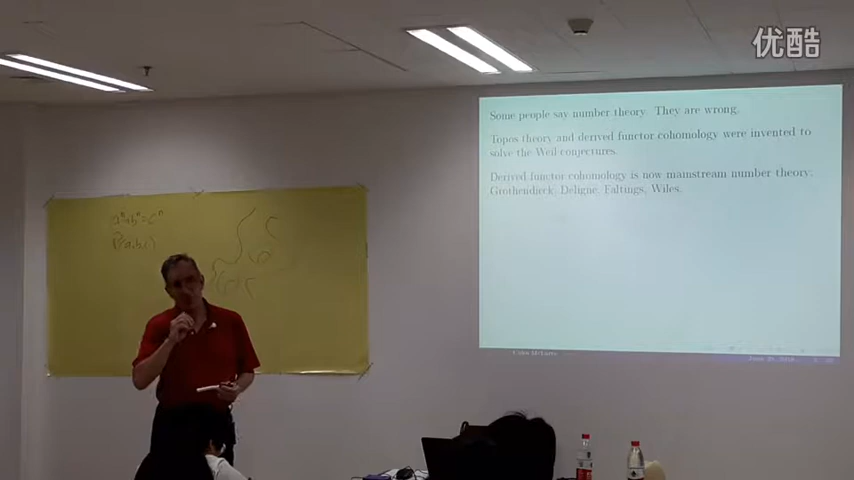 优酷
Some people say number theory. They are wrong.
Topos theory and derived functor cohomology were invented to
solve the Weil conjectures.
Derived functor cohomology is now mainstream number theory:
Grothendieck, Deligne, Faltings, Wiles.